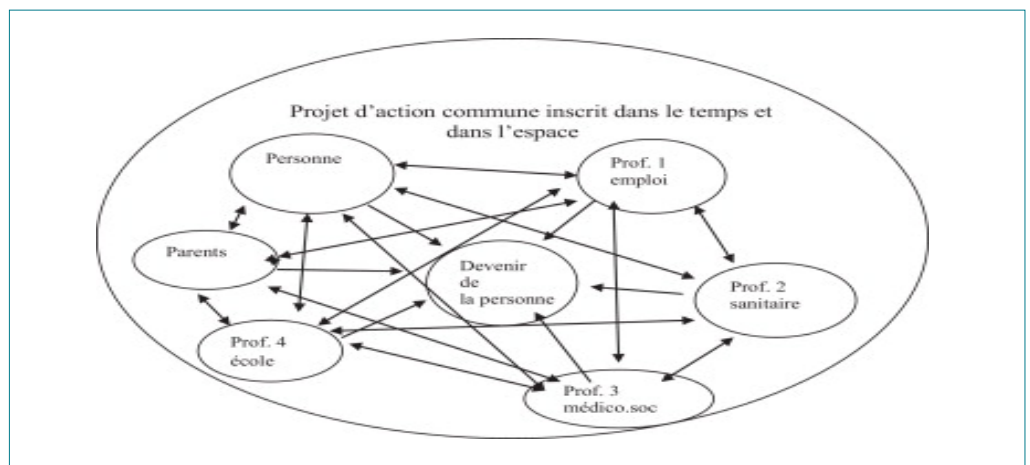 Projet d'action commune inscrit dans le temps et
dans l'espace
Personne
Prof. 1
emploi
Parents
Devenir
de
la personne
Prof. 2
sanitaire
Prof. 4
école
Prof. 3
médico.soc